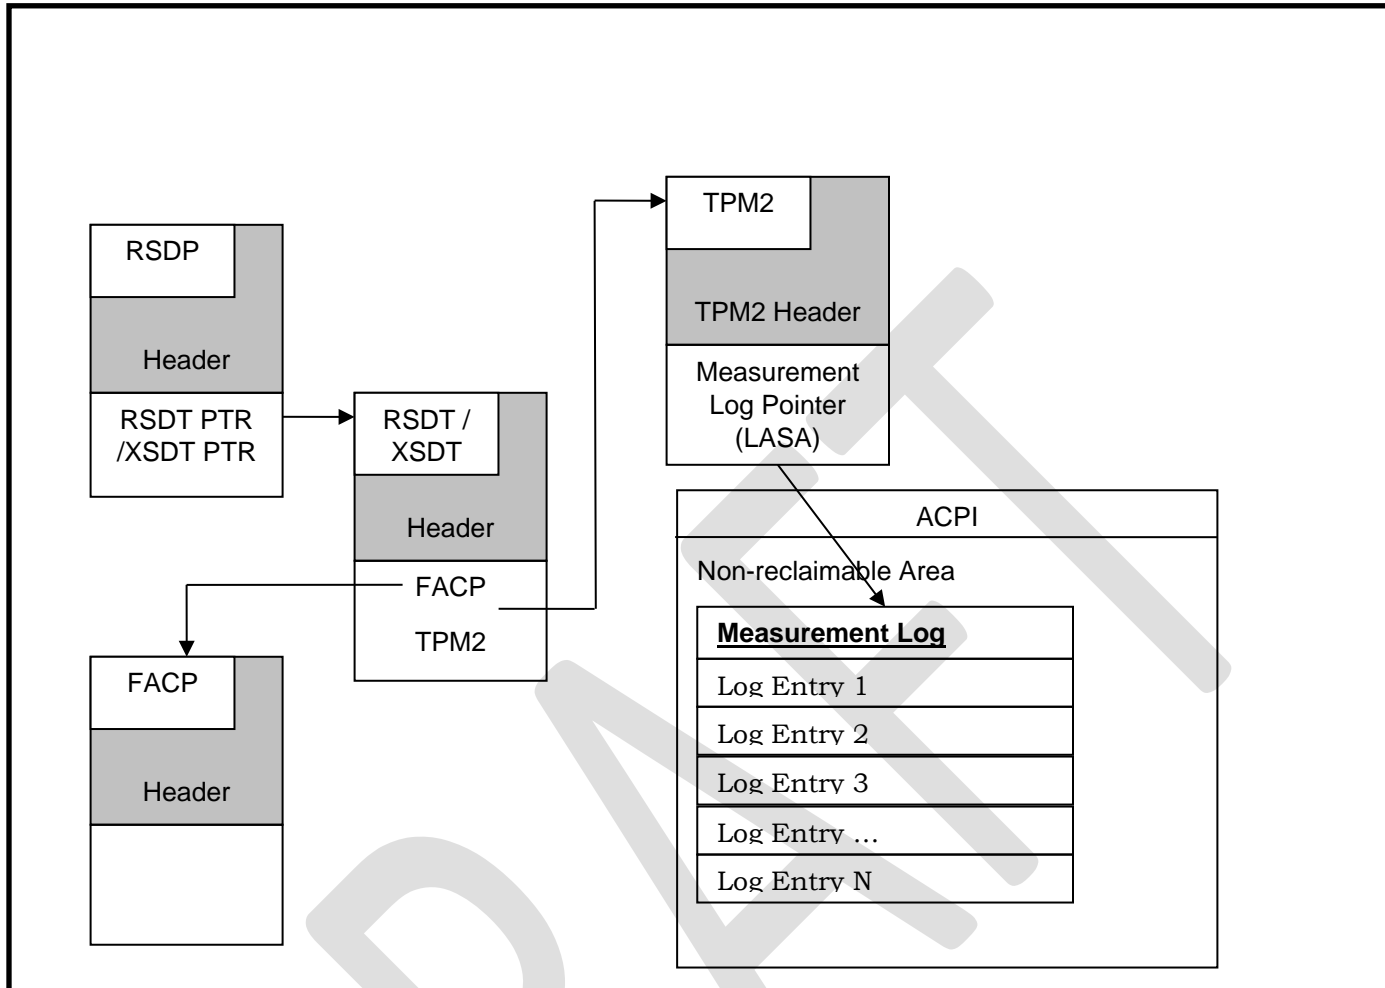 RSDP
Header
RSDT PTR
/XSDT PTR
RSDT /
XSDT
Header
FACP
TPM2
FACP
Header
TPM2
TPM2 Header
Measurement
Log Pointer
(LASA)
ACPI
Non-reclaimable Area
Measurement Log
Log Entry 1
Log Entry 2
Log Entry 3
Log Entry ...
Log Entry N